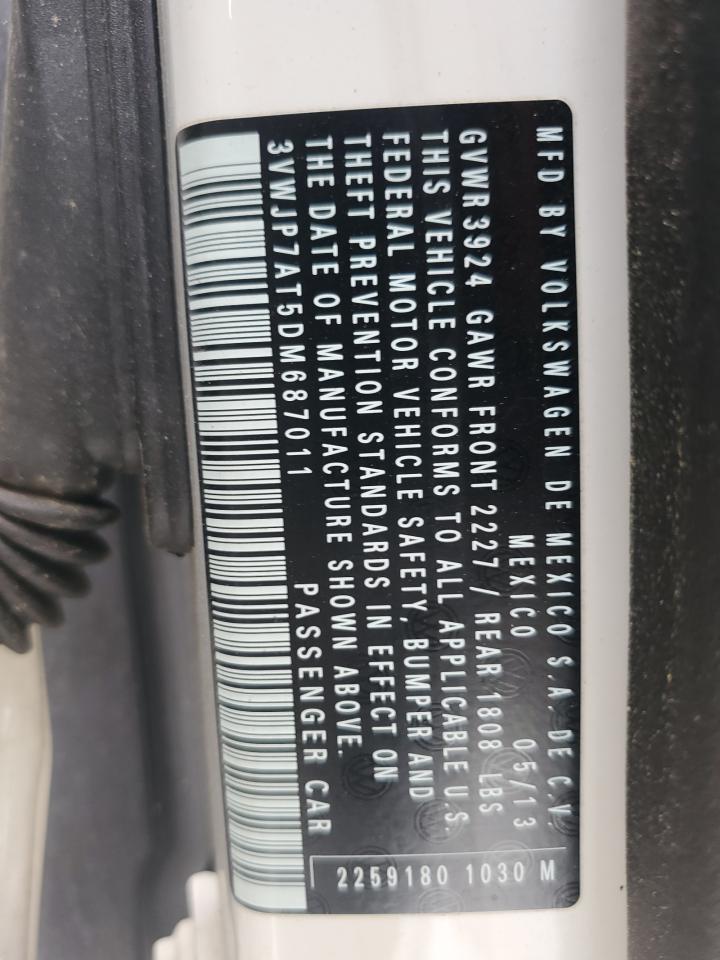 MFD BY VOLKSWAGEN DE MEXICO S.A. DE C.V.
MEXICO 05/13
GVWR 3924 GAWR FRONT 2227 / REAR 1808 LBS
THIS VEHICLE CONFORMS TO ALL APPLICABLE U.S.
FEDERAL MOTOR VEHICLE SAFETY, BUMPER AND
THEFT PREVENTION STANDARDS IN EFFECT ON
THE DATE OF MANUFACTURE SHOWN ABOVE.
3VWJP7AT5DM687011 PASSENGER CAR
2259180 1030 M